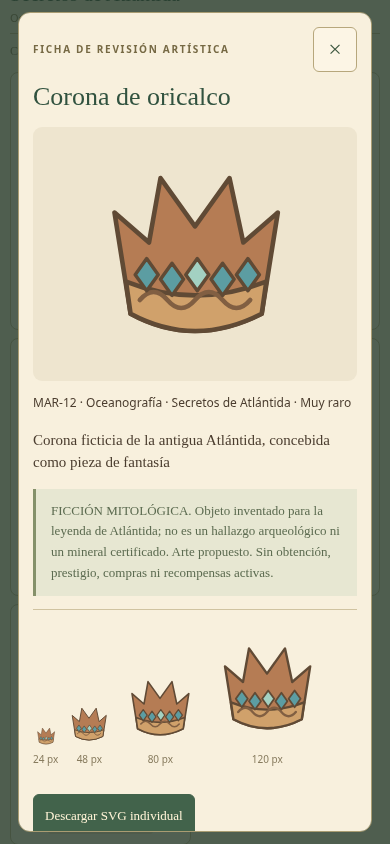 FICHA DE REVISIÓN ARTÍSTICA
×
Corona de oricalco
MAR-12 · Oceanografía · Secretos de Atlántida · Muy raro
Corona ficticia de la antigua Atlántida, concebida
como pieza de fantasía
FICCIÓN MITOLÓGICA. Objeto inventado para la
leyenda de Atlántida; no es un hallazgo arqueológico ni
un mineral certificado. Arte propuesto. Sin obtención,
prestigio, compras ni recompensas activas.
24 px 48 px 80 px 120 px
Descargar SVG individual